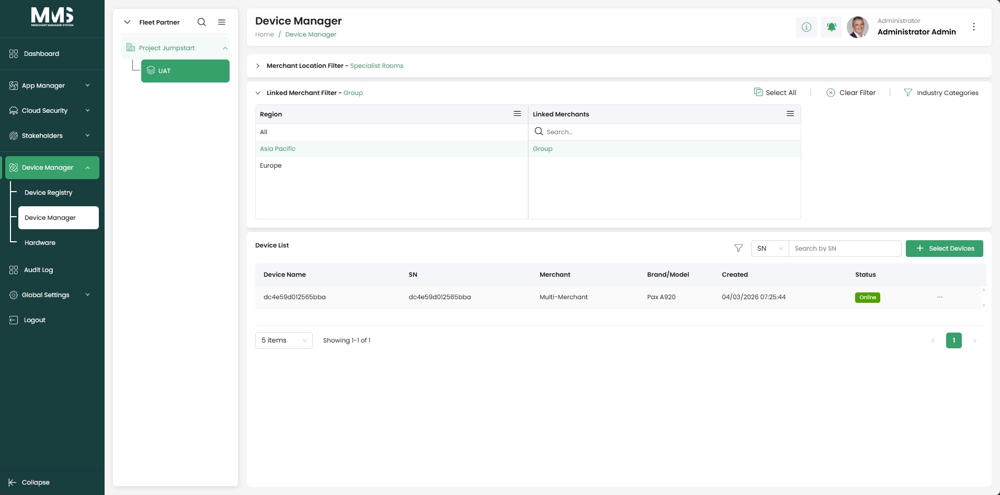 MMS
MERCHANT MANAGER SYSTEM
Dashboard
App Manager
Cloud Security
Stakeholders
Device Manager
Device Registry
Device Manager
Hardware
Audit Log
Global Settings
Logout
Collapse
Fleet Partner
Project Jumpstart
UAT
Device Manager
Home / Device Manager
Administrator
Administrator Admin
Merchant Location Filter - Specialist Rooms
Linked Merchant Filter - Group
Select All
Clear Filter
Industry Categories
Region
Linked Merchants
All
Search...
Asia Pacific
Group
Europe
Device List
SN
Search by SN
+ Select Devices
Device Name SN Merchant Brand/Model Created Status
dc4e59d012565bba dc4e59d012565bba Multi-Merchant Pax A920 04/03/2026 07:25:44 Online ...
5 items
Showing 1-1 of 1
< 1 >